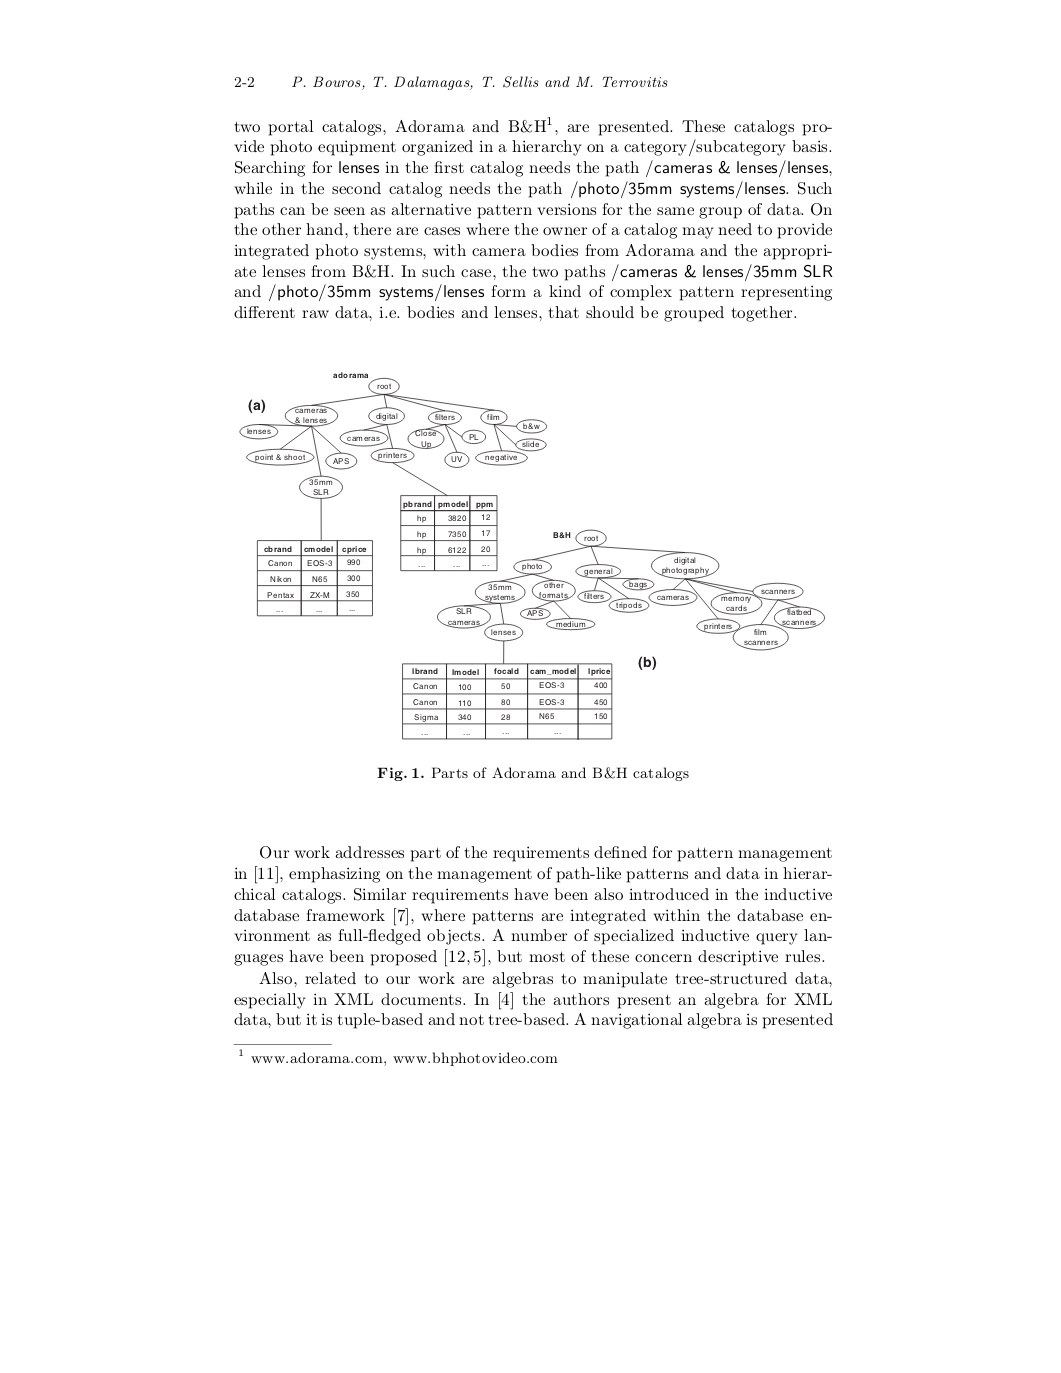 2-2 P. Bouros, T. Dalamagas, T. Sellis and M. Terrovitis
two portal catalogs, Adorama and B&H1, are presented. These catalogs pro-
vide photo equipment organized in a hierarchy on a category/subcategory basis.
Searching for lenses in the first catalog needs the path /cameras & lenses/lenses,
while in the second catalog needs the path /photo/35mm systems/lenses. Such
paths can be seen as alternative pattern versions for the same group of data. On
the other hand, there are cases where the owner of a catalog may need to provide
integrated photo systems, with camera bodies from Adorama and the appropri-
ate lenses from B&H. In such case, the two paths /cameras & lenses/35mm SLR
and /photo/35mm systems/lenses form a kind of complex pattern representing
different raw data, i.e. bodies and lenses, that should be grouped together.
adorama
root
(a)
cameras
& lenses
digital
filters
film
lenses
point & shoot
APS
35mm
SLR
cameras
printers
Close
Up
UV
PL
b&w
slide
negative
cbrand cmodel cprice
Canon EOS-3 990
Nikon N65 300
Pentax ZX-M 350
... ... ...
pbrand pmodel ppm
hp 3820 12
hp 7350 17
hp 6122 20
... ... ...
B&H
root
photo
general
digital
photography
35mm
systems
other
formats
filters
bags
tripods
cameras
memory
cards
scanners
SLR
cameras
lenses
APS
medium
printers
film
scanners
flatbed
scanners
(b)
lbrand lmodel focald cam_model lprice
Canon 100 50 EOS-3 400
Canon 110 80 EOS-3 450
Sigma 340 28 N65 150
... ... ... ...
Fig. 1. Parts of Adorama and B&H catalogs
Our work addresses part of the requirements defined for pattern management
in [11], emphasizing on the management of path-like patterns and data in hierar-
chical catalogs. Similar requirements have been also introduced in the inductive
database framework [7], where patterns are integrated within the database en-
vironment as full-fledged objects. A number of specialized inductive query lan-
guages have been proposed [12,5], but most of these concern descriptive rules.
Also, related to our work are algebras to manipulate tree-structured data,
especially in XML documents. In [4] the authors present an algebra for XML
data, but it is tuple-based and not tree-based. A navigational algebra is presented
1 www.adorama.com, www.bhphotovideo.com